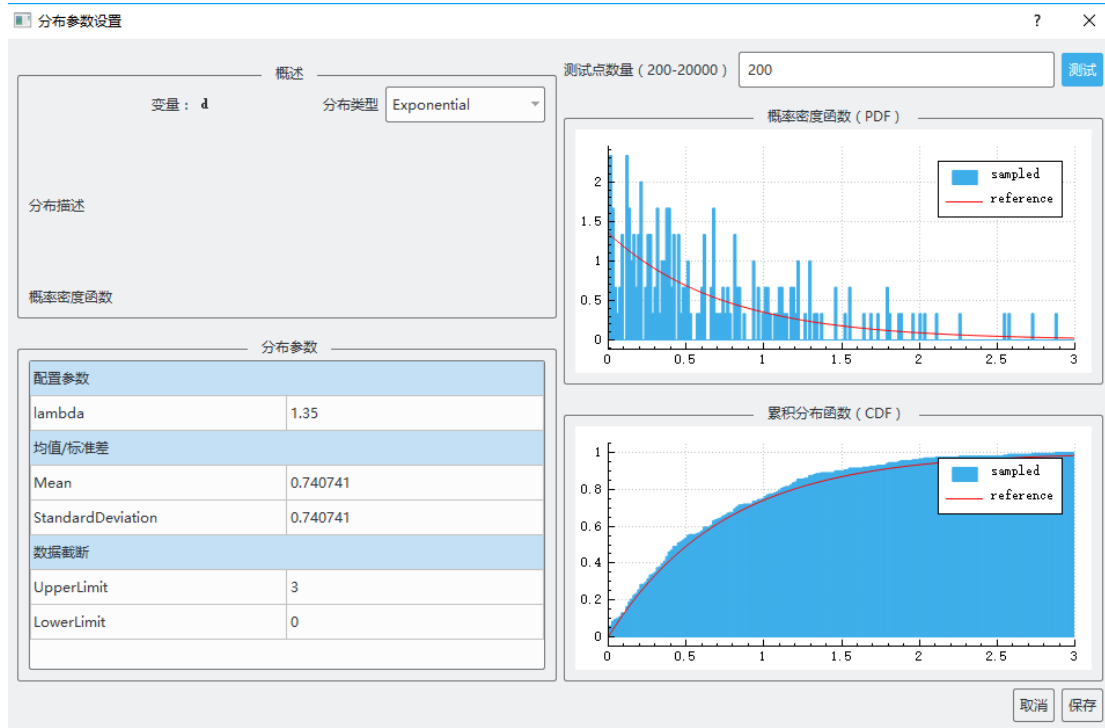 分布参数设置
?
概述
变量： d
分布类型
Exponential
分布描述
概率密度函数
分布参数
配置参数
lambda
1.35
均值/标准差
Mean
0.740741
StandardDeviation
0.740741
数据截断
UpperLimit
3
LowerLimit
0
测试点数量（200-20000）
200
测试
概率密度函数（PDF）
2
1.5
1
0.5
0
sampled
reference
0 0.5 1 1.5 2 2.5 3
累积分布函数（CDF）
1
0.8
0.6
0.4
0.2
0
sampled
reference
0 0.5 1 1.5 2 2.5 3
取消
保存